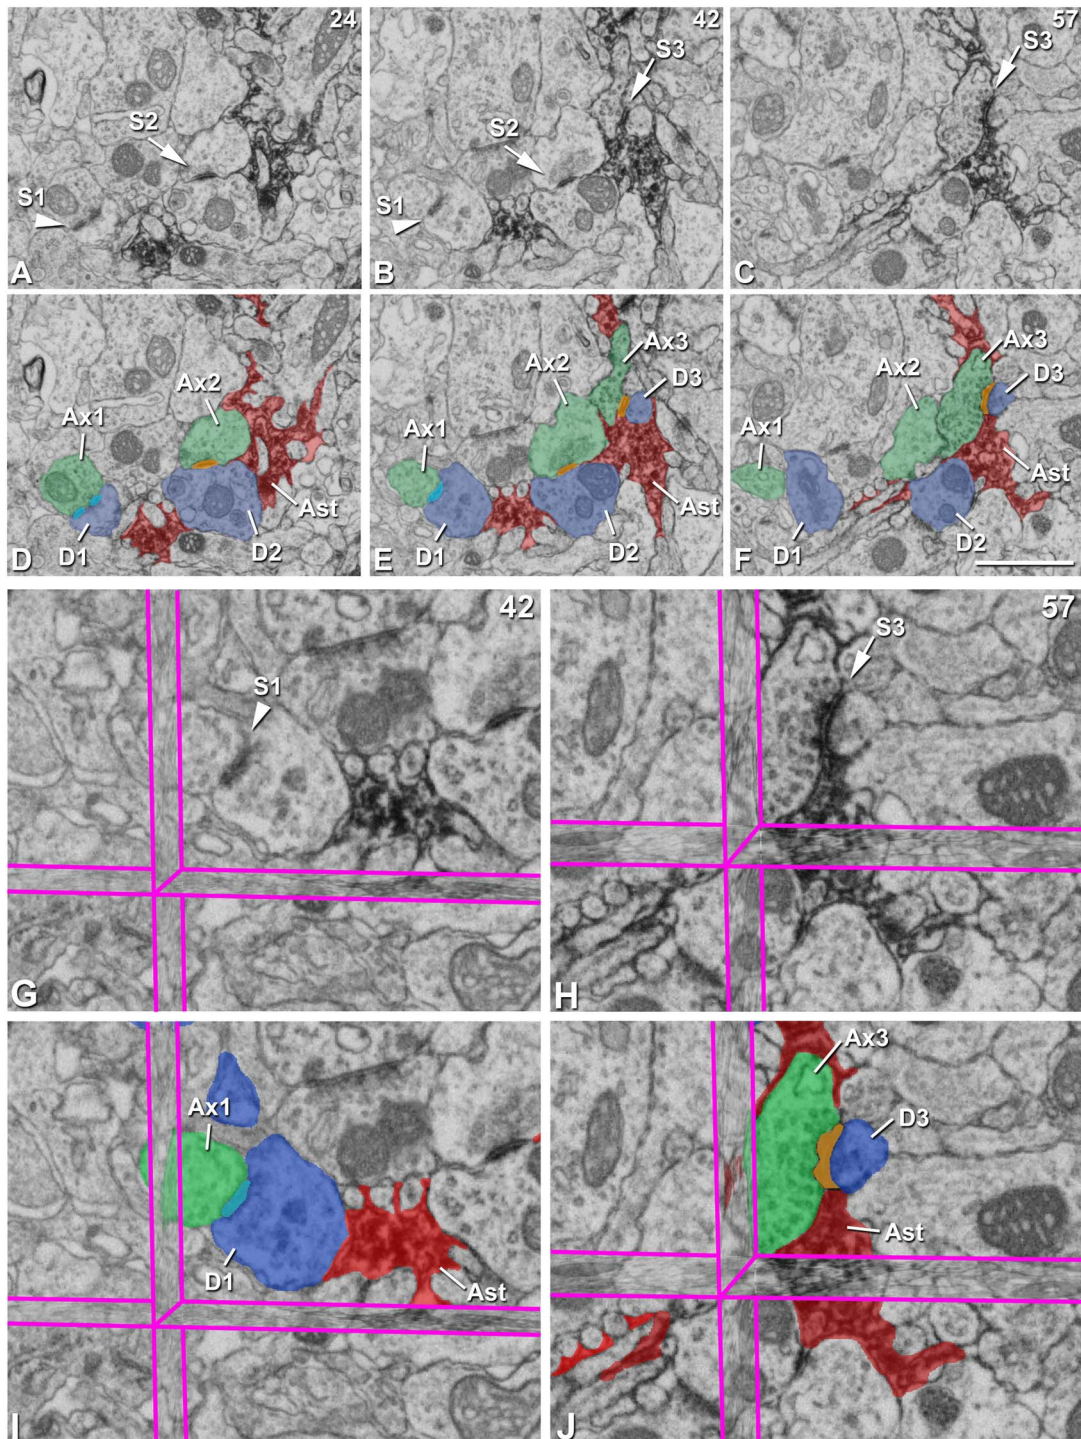 24
S2
S1
A
42
S3
S2
S1
B
57
S3
C
Ax2
Ax1
Ast
D1
D2
D
Ax3
Ax2
D3
Ax1
Ast
D1
D2
E
Ax3
Ax2
D3
Ax1
Ast
D1
D2
F
42
S1
G
57
S3
H
Ax1
D1
Ast
I
Ax3
D3
Ast
J